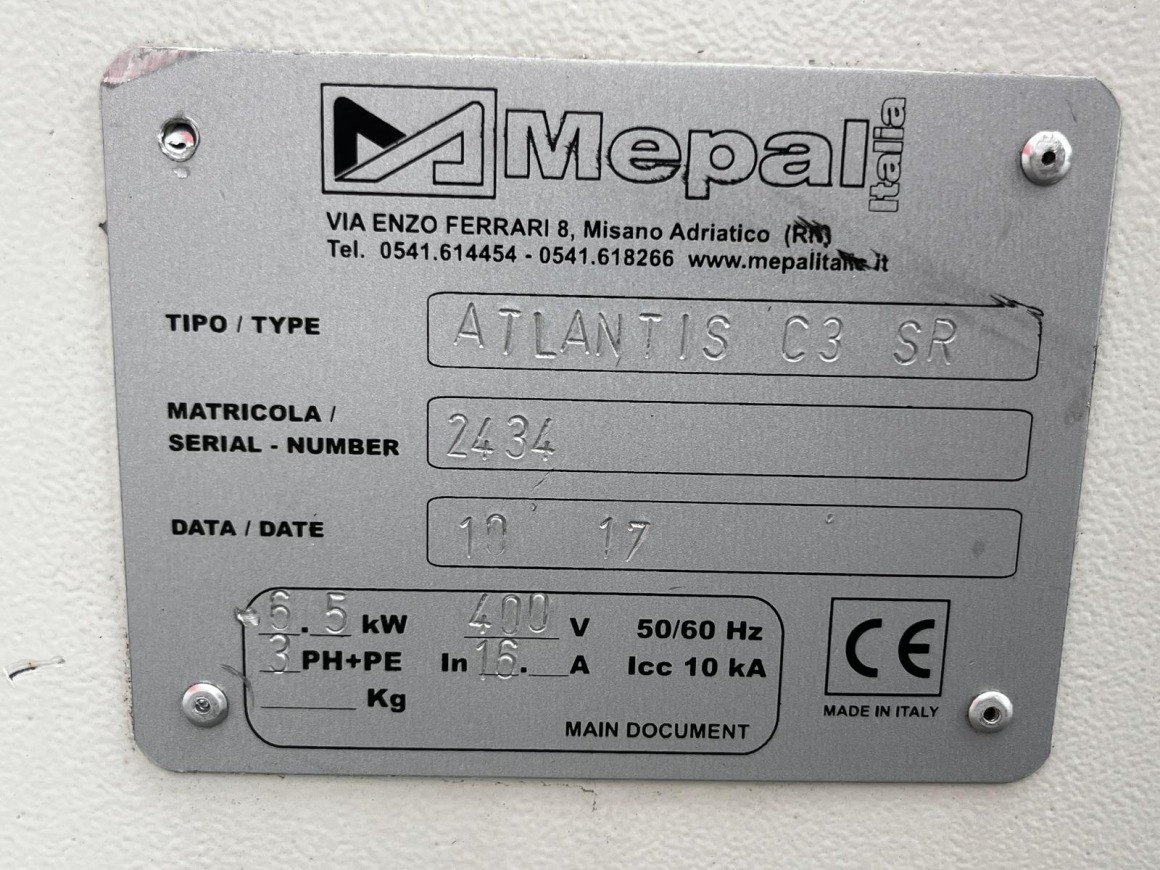 Mepal Italia
VIA ENZO FERRARI 8, Misano Adriatico (RN)
Tel. 0541.614454 - 0541.618266 www.mepalitalia.it
TIPO / TYPE ATLANTIS C3 SR
MATRICOLA /
SERIAL - NUMBER 2434
DATA / DATE 10 17
6.5 kW 400 V 50/60 Hz
3 PH+PE In 16. A Icc 10 kA
Kg
MAIN DOCUMENT
CE
MADE IN ITALY